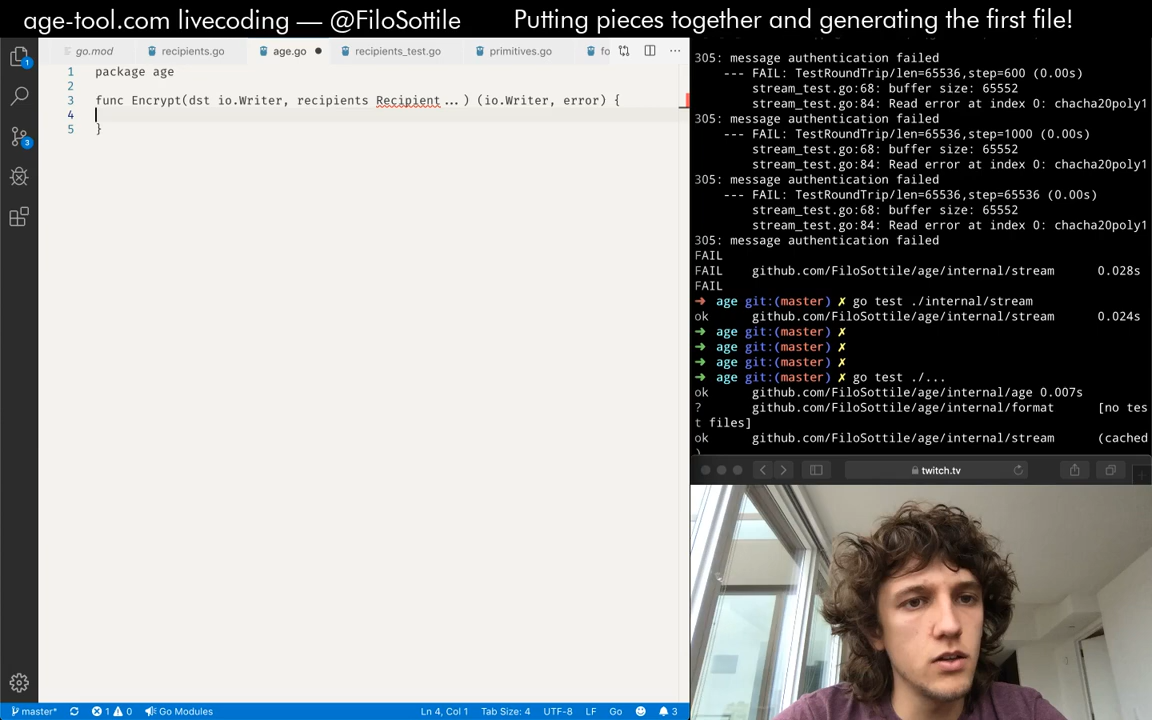 age-tool.com livecoding — @FiloSottile
Putting pieces together and generating the first file!
go.mod
recipients.go
age.go
recipients_test.go
primitives.go
fo
1 package age
2
3 func Encrypt(dst io.Writer, recipients Recipient...) (io.Writer, error) {
4
5 }
305: message authentication failed
--- FAIL: TestRoundTrip/len=65536,step=600 (0.00s)
stream_test.go:68: buffer size: 65552
stream_test.go:84: Read error at index 0: chacha20poly1
305: message authentication failed
--- FAIL: TestRoundTrip/len=65536,step=1000 (0.00s)
stream_test.go:68: buffer size: 65552
stream_test.go:84: Read error at index 0: chacha20poly1
305: message authentication failed
--- FAIL: TestRoundTrip/len=65536,step=65536 (0.00s)
stream_test.go:68: buffer size: 65552
stream_test.go:84: Read error at index 0: chacha20poly1
305: message authentication failed
FAIL
FAIL github.com/FiloSottile/age/internal/stream 0.028s
FAIL
➜ age git:(master) ✗ go test ./internal/stream
ok github.com/FiloSottile/age/internal/stream 0.024s
➜ age git:(master) ✗
➜ age git:(master) ✗
➜ age git:(master) ✗
➜ age git:(master) ✗ go test ./...
ok github.com/FiloSottile/age/internal/age 0.007s
? github.com/FiloSottile/age/internal/format [no tes
t files]
ok github.com/FiloSottile/age/internal/stream (cached
)
twitch.tv
1
3
master* 1 0 Go Modules
Ln 4, Col 1 Tab Size: 4 UTF-8 LF Go 3